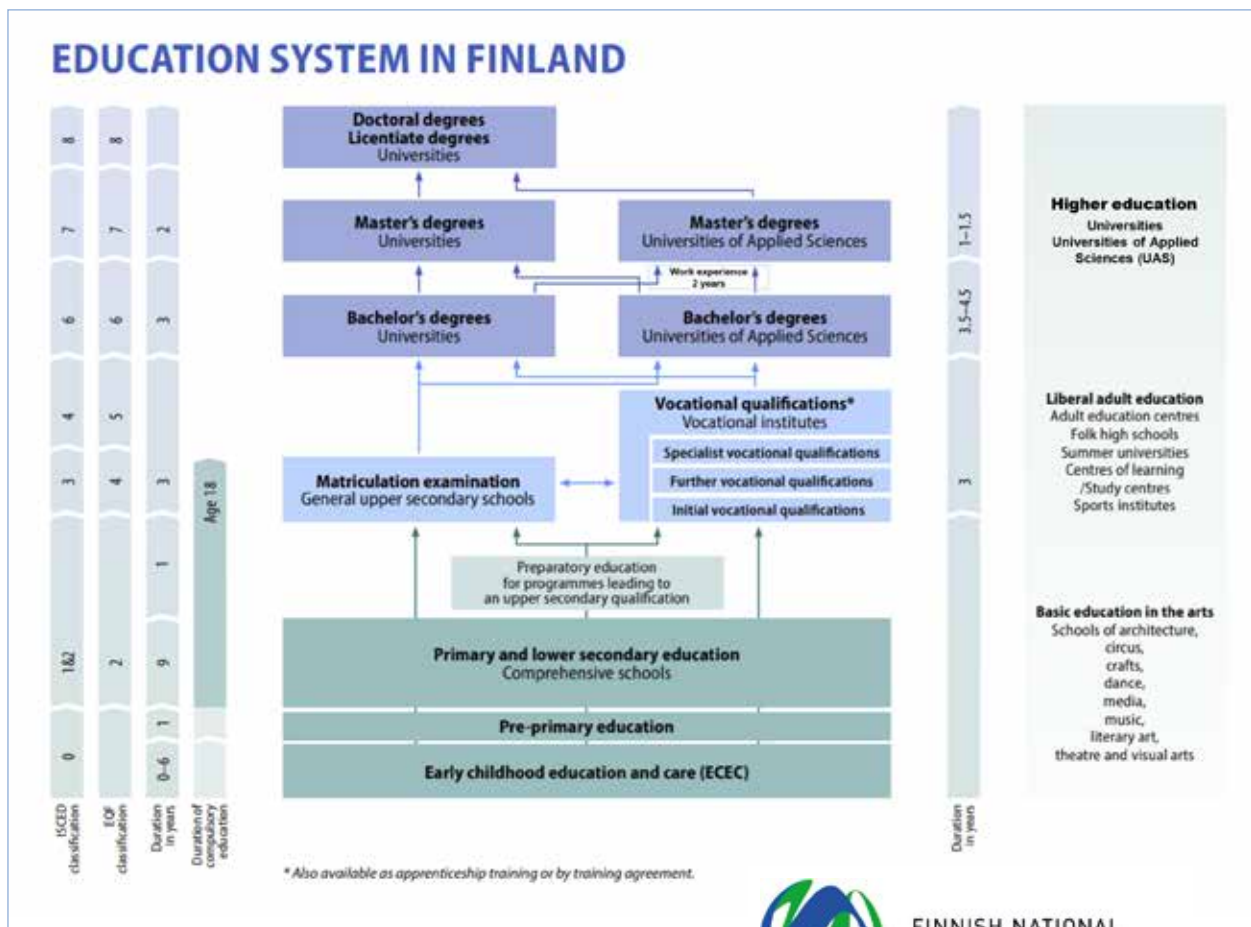 EDUCATION SYSTEM IN FINLAND
8
7
6
4
3
1&2
0
ISCED
classification
8
7
6
5
4
2
EQF
classification
2
3
3
1
9
1
0–6
Duration
in years
Age 18
Duration of
compulsory
education
Doctoral degrees
Licentiate degrees
Universities
Master's degrees
Universities
Master's degrees
Universities of Applied Sciences
Work experience
2 years
Bachelor's degrees
Universities
Bachelor's degrees
Universities of Applied Sciences
Vocational qualifications*
Vocational institutes
Specialist vocational qualifications
Further vocational qualifications
Initial vocational qualifications
Matriculation examination
General upper secondary schools
Preparatory education
for programmes leading to
an upper secondary qualification
Primary and lower secondary education
Comprehensive schools
Pre-primary education
Early childhood education and care (ECEC)
1–1.5
3.5–4.5
3
Duration
in years
Higher education
Universities
Universities of Applied
Sciences (UAS)
Liberal adult education
Adult education centres
Folk high schools
Summer universities
Centres of learning
/Study centres
Sports institutes
Basic education in the arts
Schools of architecture,
circus,
crafts,
dance,
media,
music,
literary art,
theatre and visual arts
* Also available as apprenticeship training or by training agreement.
FINNISH NATIONAL